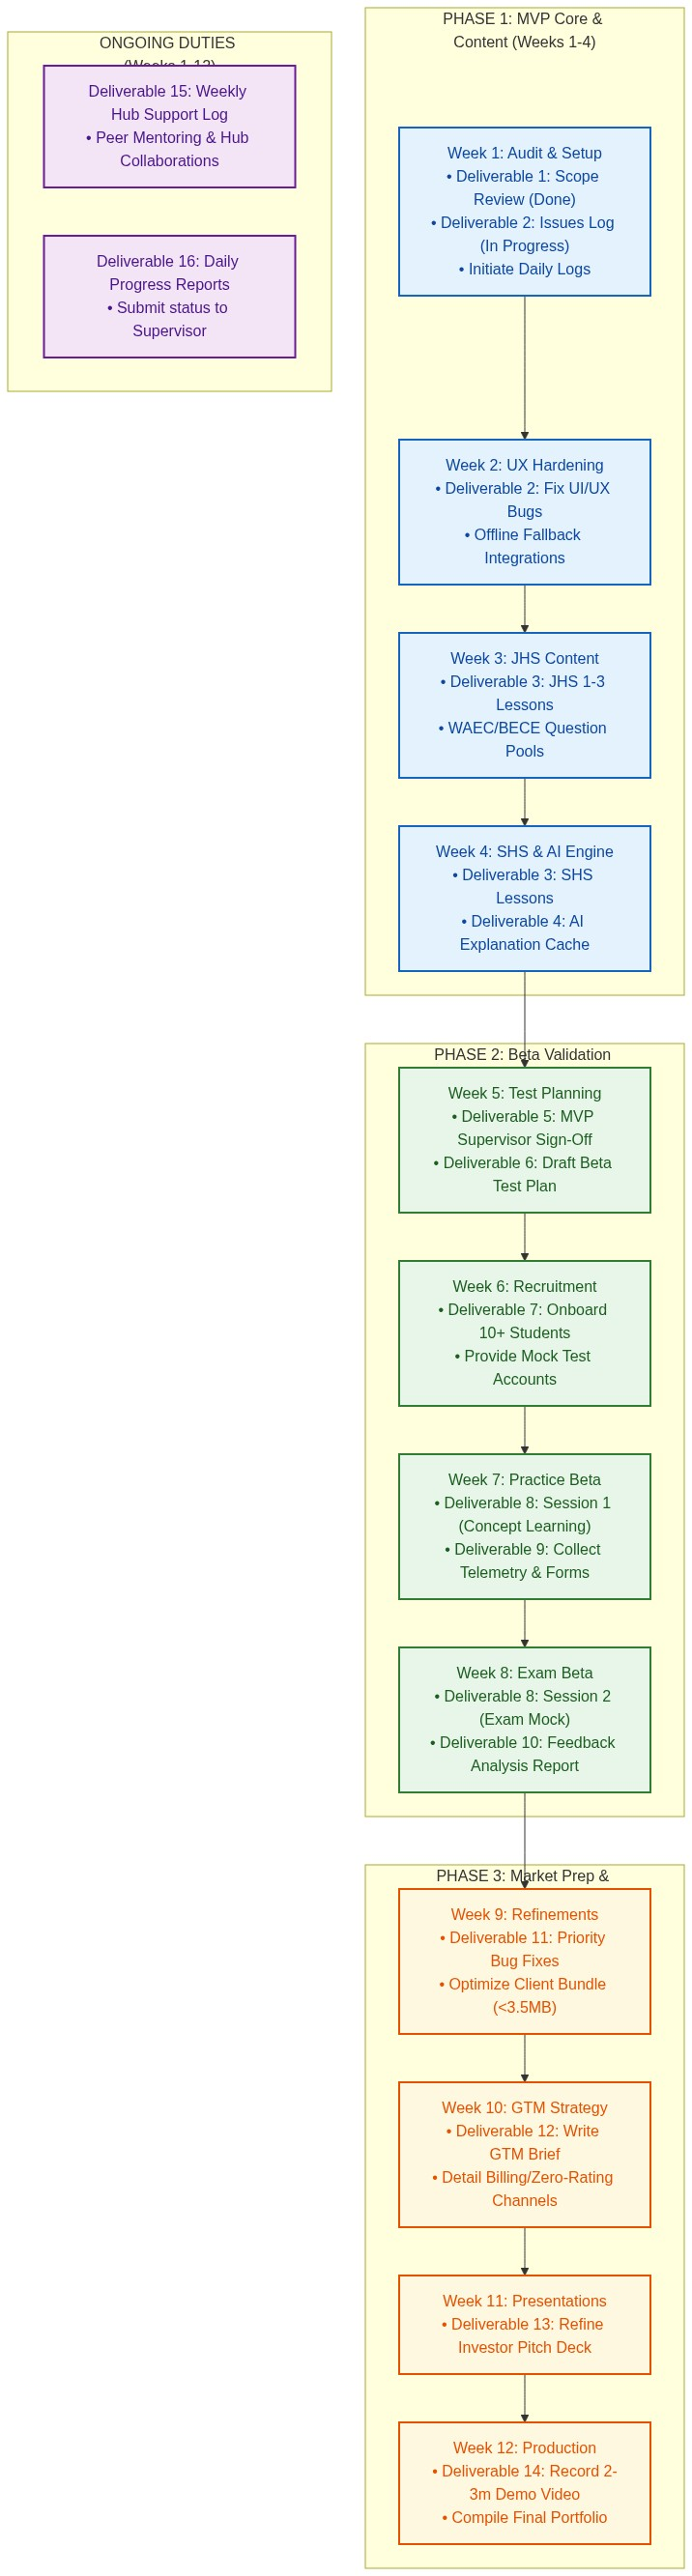 ONGOING DUTIES
(Weeks 1-12)
Deliverable 15: Weekly
Hub Support Log
• Peer Mentoring & Hub
Collaborations
Deliverable 16: Daily
Progress Reports
• Submit status to
Supervisor
PHASE 1: MVP Core &
Content (Weeks 1-4)
Week 1: Audit & Setup
• Deliverable 1: Scope
Review (Done)
• Deliverable 2: Issues Log
(In Progress)
• Initiate Daily Logs
Week 2: UX Hardening
• Deliverable 2: Fix UI/UX
Bugs
• Offline Fallback
Integrations
Week 3: JHS Content
• Deliverable 3: JHS 1-3
Lessons
• WAEC/BECE Question
Pools
Week 4: SHS & AI Engine
• Deliverable 3: SHS
Lessons
• Deliverable 4: AI
Explanation Cache
PHASE 2: Beta Validation
Week 5: Test Planning
• Deliverable 5: MVP
Supervisor Sign-Off
• Deliverable 6: Draft Beta
Test Plan
Week 6: Recruitment
• Deliverable 7: Onboard
10+ Students
• Provide Mock Test
Accounts
Week 7: Practice Beta
• Deliverable 8: Session 1
(Concept Learning)
• Deliverable 9: Collect
Telemetry & Forms
Week 8: Exam Beta
• Deliverable 8: Session 2
(Exam Mock)
• Deliverable 10: Feedback
Analysis Report
PHASE 3: Market Prep &
Week 9: Refinements
• Deliverable 11: Priority
Bug Fixes
• Optimize Client Bundle
(<3.5MB)
Week 10: GTM Strategy
• Deliverable 12: Write
GTM Brief
• Detail Billing/Zero-Rating
Channels
Week 11: Presentations
• Deliverable 13: Refine
Investor Pitch Deck
Week 12: Production
• Deliverable 14: Record 2-
3m Demo Video
• Compile Final Portfolio